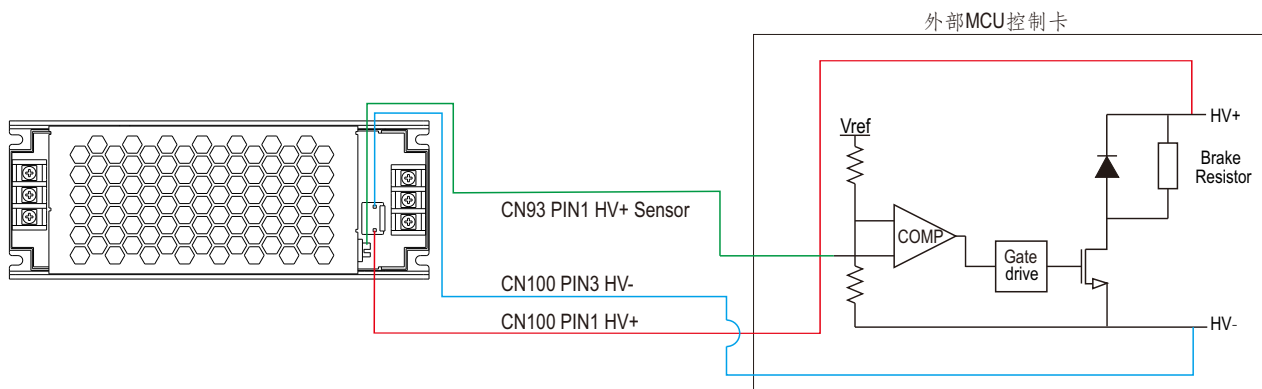 外部MCU控制卡
HV+
Vref
Brake
Resistor
CN93 PIN1 HV+ Sensor
COMP
Gate
drive
CN100 PIN3 HV-
CN100 PIN1 HV+
HV-